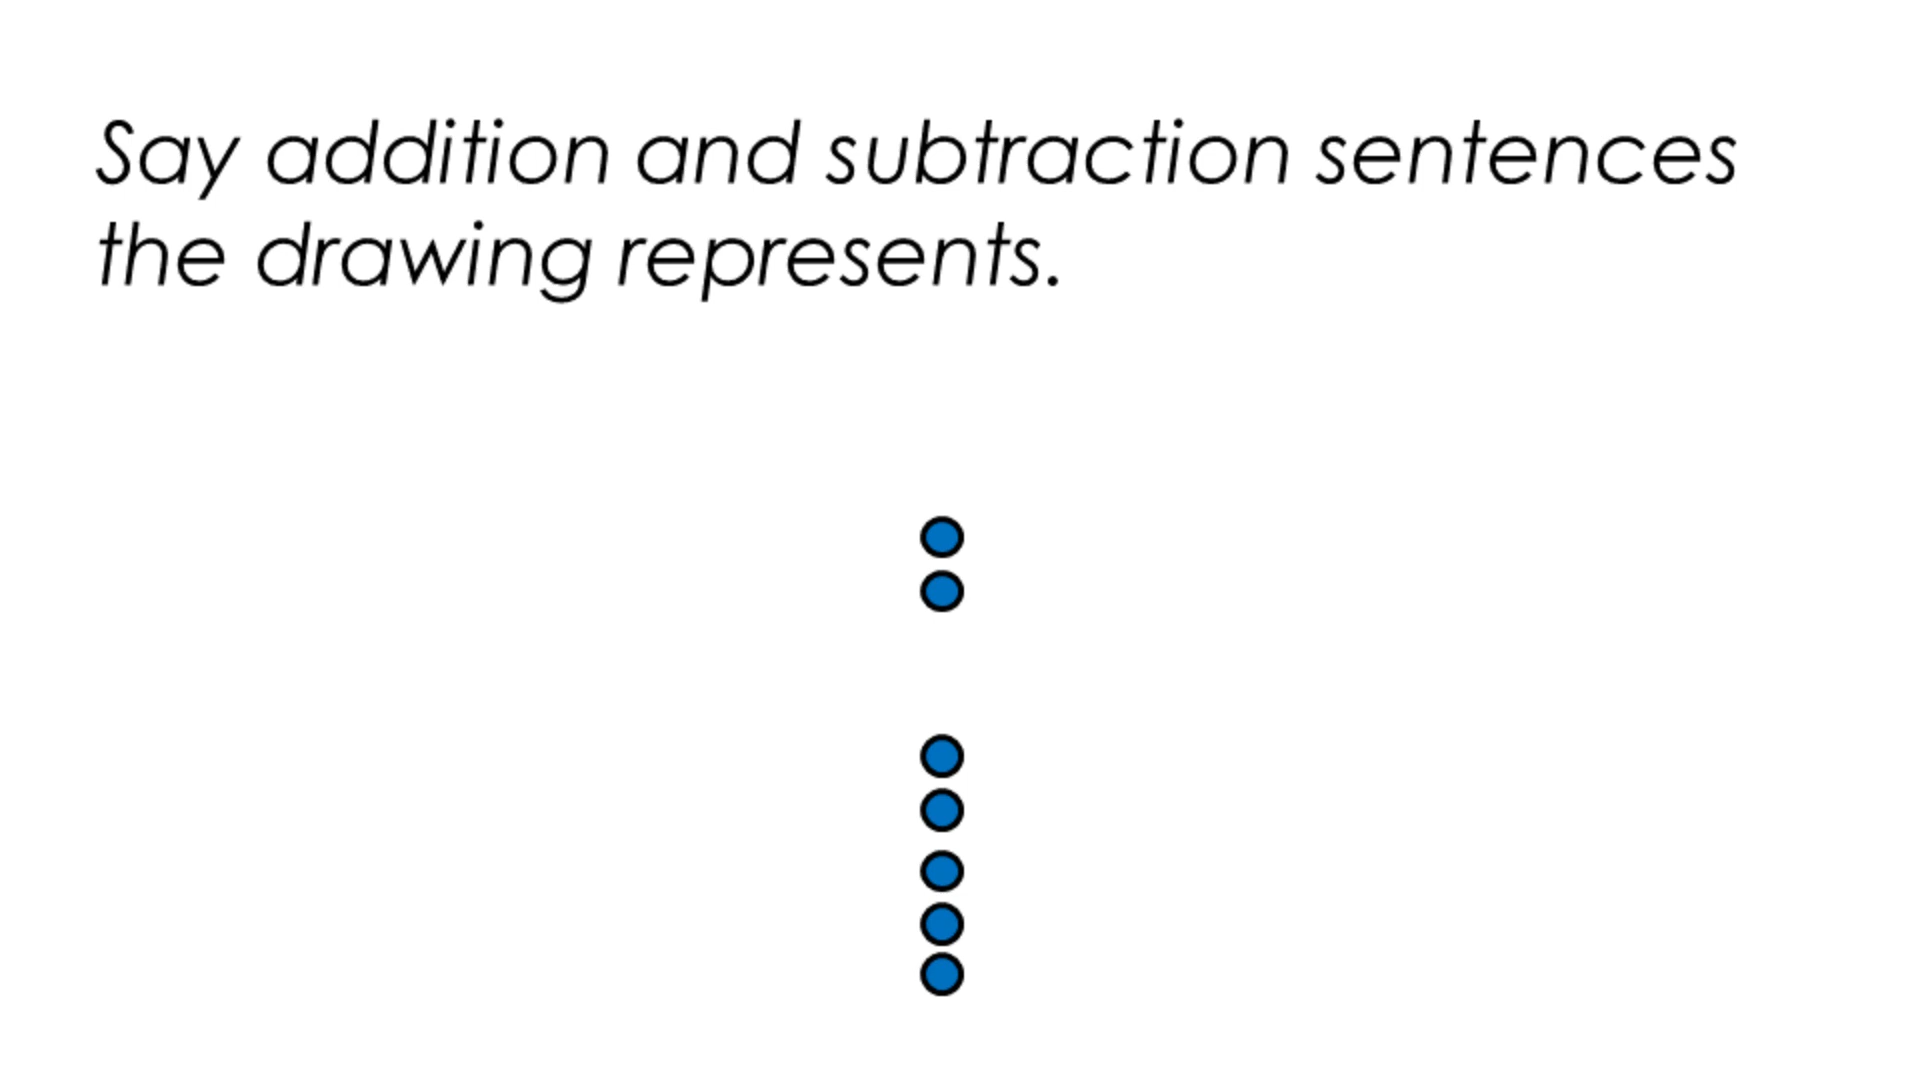 Say addition and subtraction sentences
the drawing represents.